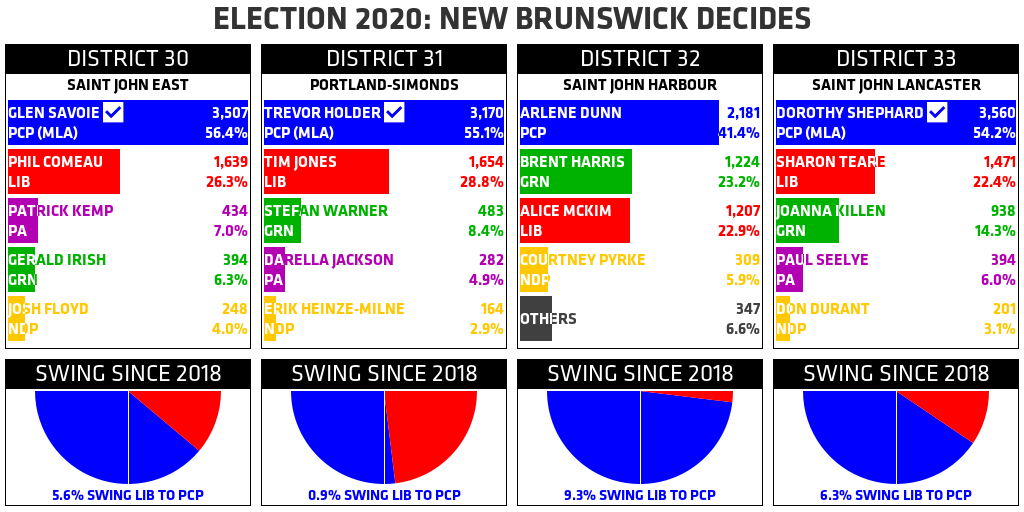 ELECTION 2020: NEW BRUNSWICK DECIDES
DISTRICT 30
SAINT JOHN EAST
GLEN SAVOIE 3,507
PCP (MLA) 56.4%
PHIL COMEAU 1,639
LIB 26.3%
PATRICK KEMP 434
PA 7.0%
GERALD IRISH 394
GRN 6.3%
JOSH FLOYD 248
NDP 4.0%
SWING SINCE 2018
5.6% SWING LIB TO PCP
DISTRICT 31
PORTLAND-SIMONDS
TREVOR HOLDER 3,170
PCP (MLA) 55.1%
TIM JONES 1,654
LIB 28.8%
STEFAN WARNER 483
GRN 8.4%
DARELLA JACKSON 282
PA 4.9%
ERIK HEINZE-MILNE 164
NDP 2.9%
SWING SINCE 2018
0.9% SWING LIB TO PCP
DISTRICT 32
SAINT JOHN HARBOUR
ARLENE DUNN 2,181
PCP 41.4%
BRENT HARRIS 1,224
GRN 23.2%
ALICE MCKIM 1,207
LIB 22.9%
COURTNEY PYRKE 309
NDP 5.9%
OTHERS 347
6.6%
SWING SINCE 2018
9.3% SWING LIB TO PCP
DISTRICT 33
SAINT JOHN LANCASTER
DOROTHY SHEPHARD 3,560
PCP (MLA) 54.2%
SHARON TEARE 1,471
LIB 22.4%
JOANNA KILLEN 938
GRN 14.3%
PAUL SEELYE 394
PA 6.0%
DON DURANT 201
NDP 3.1%
SWING SINCE 2018
6.3% SWING LIB TO PCP